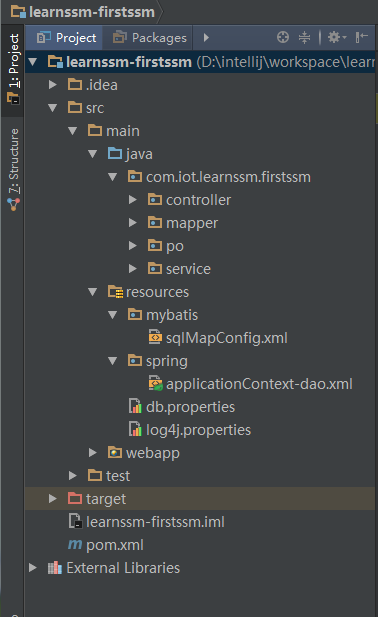 learnssm-firstssm
1: Project
7: Structure
Project
Packages
learnssm-firstssm (D:\intellij\workspace\learn
.idea
src
main
java
com.iot.learnssm.firstssm
controller
mapper
po
service
resources
mybatis
sqlMapConfig.xml
spring
applicationContext-dao.xml
db.properties
log4j.properties
webapp
test
target
learnssm-firstssm.iml
pom.xml
External Libraries